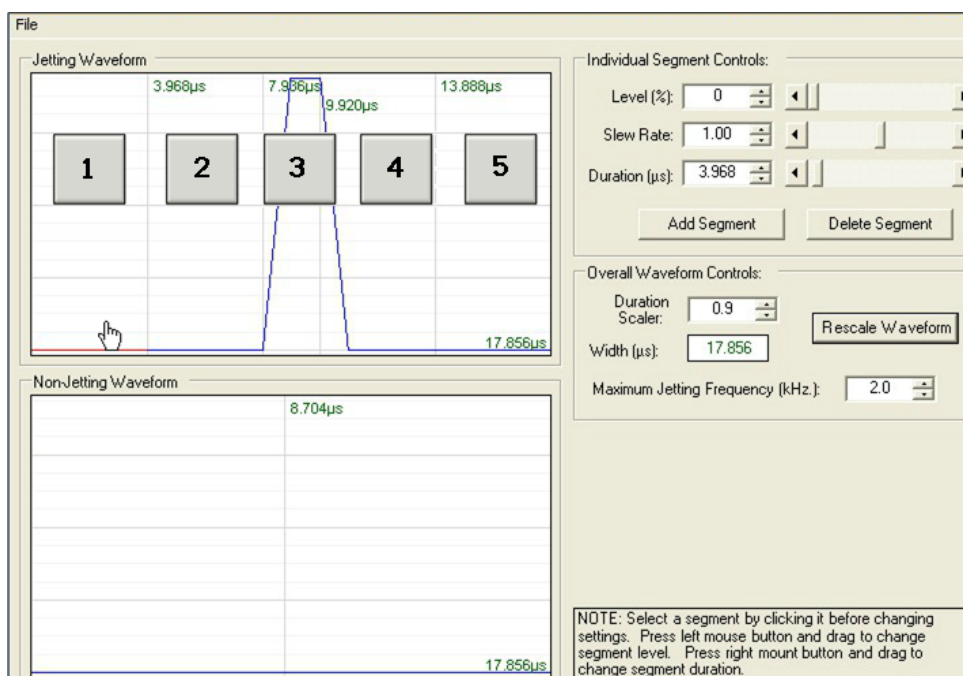 File
Jetting Waveform
3.968µs
7.936µs
9.920µs
13.888µs
1
2
3
4
5
17.856µs
Non-Jetting Waveform
8.704µs
17.856µs
Individual Segment Controls:
Level (%): 0
Slew Rate: 1.00
Duration (µs): 3.968
Add Segment Delete Segment
Overall Waveform Controls:
Duration
Scaler: 0.9
Rescale Waveform
Width (µs): 17.856
Maximum Jetting Frequency (kHz.): 2.0
NOTE: Select a segment by clicking it before changing
settings. Press left mouse button and drag to change
segment level. Press right mount button and drag to
change segment duration.